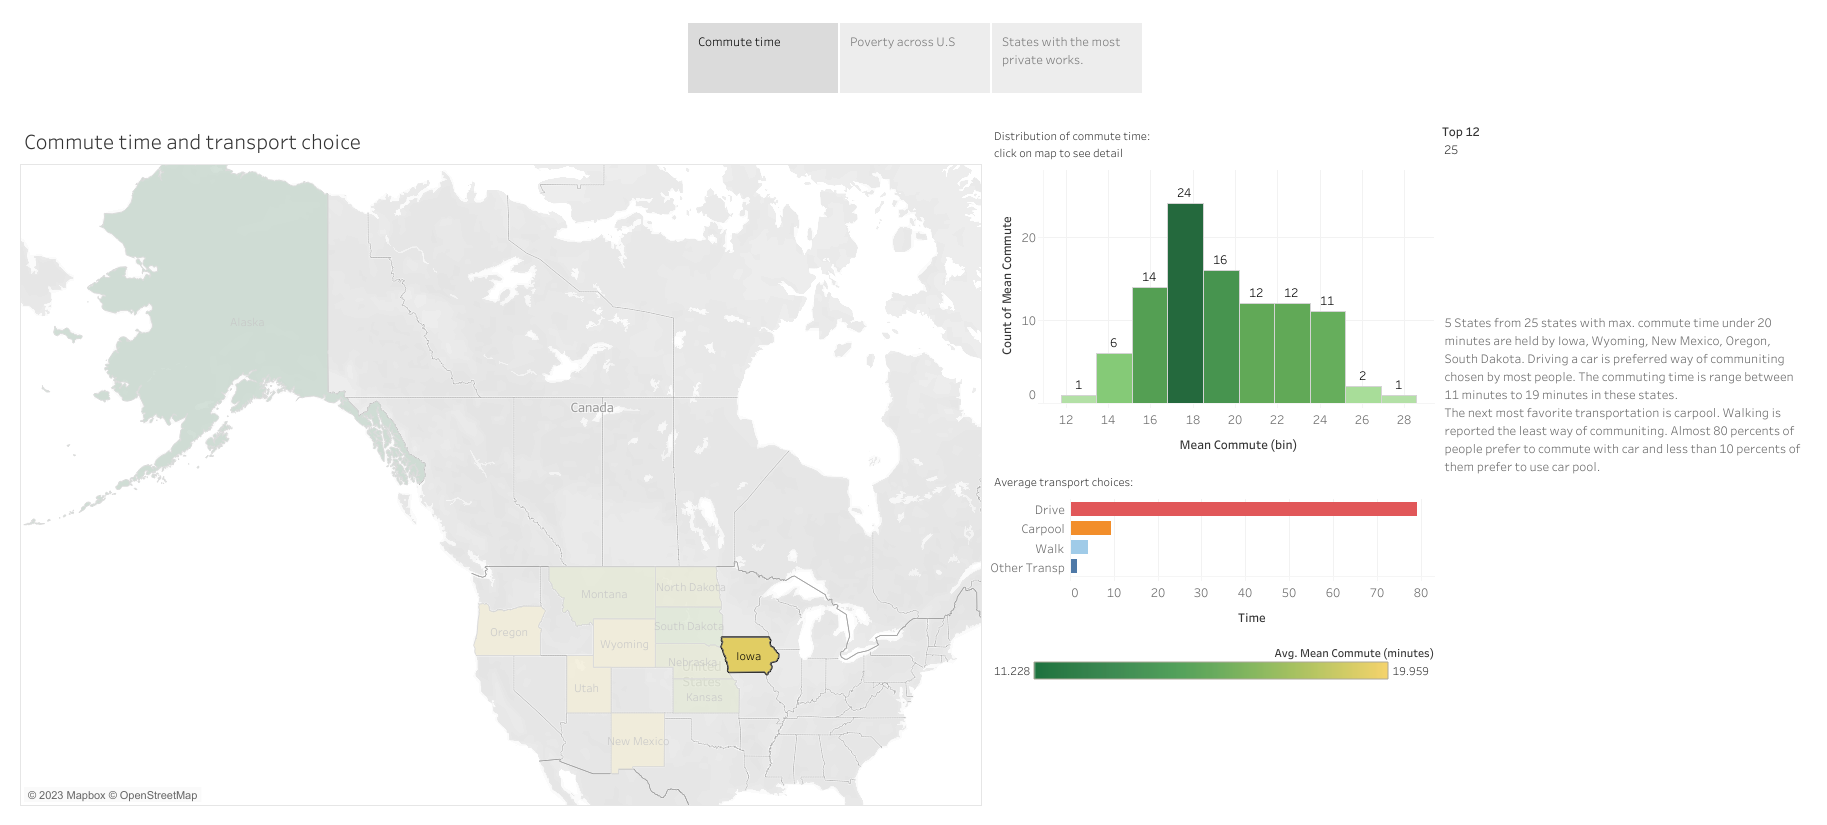 Commute time
Poverty across U.S
States with the most
private works.
Commute time and transport choice
Alaska
Canada
Montana
North Dakota
Oregon
Wyoming
South Dakota
Nebraska
United
States
Iowa
Utah
Kansas
New Mexico
© 2023 Mapbox © OpenStreetMap
Distribution of commute time:
click on map to see detail
Count of Mean Commute
20
10
0
1
6
14
24
16
12
12
11
2
1
12
14
16
18
20
22
24
26
28
Mean Commute (bin)
Average transport choices:
Drive
Carpool
Walk
Other Transp
0
10
20
30
40
50
60
70
80
Time
Avg. Mean Commute (minutes)
11.228
19.959
Top 12
25
5 States from 25 states with max. commute time under 20
minutes are held by Iowa, Wyoming, New Mexico, Oregon,
South Dakota. Driving a car is preferred way of communiting
chosen by most people. The commuting time is range between
11 minutes to 19 minutes in these states.
The next most favorite transportation is carpool. Walking is
reported the least way of communiting. Almost 80 percents of
people prefer to commute with car and less than 10 percents of
them prefer to use car pool.